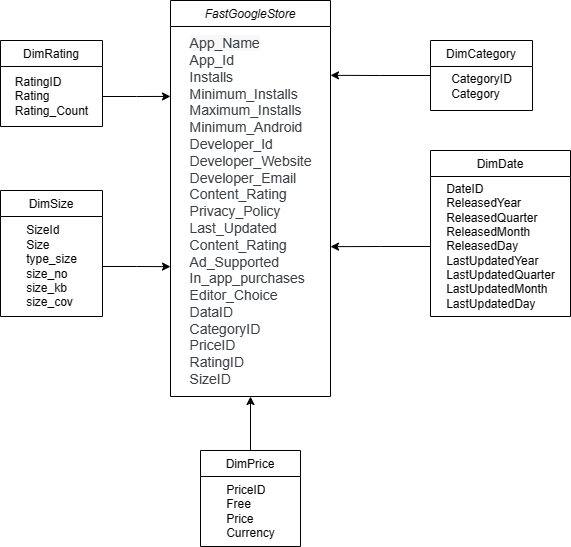 FastGoogleStore
App_Name
App_Id
Installs
Minimum_Installs
Maximum_Installs
Minimum_Android
Developer_Id
Developer_Website
Developer_Email
Content_Rating
Privacy_Policy
Last_Updated
Content_Rating
Ad_Supported
In_app_purchases
Editor_Choice
DataID
CategoryID
PriceID
RatingID
SizeID
DimRating
RatingID
Rating
Rating_Count
DimSize
SizeId
Size
type_size
size_no
size_kb
size_cov
DimCategory
CategoryID
Category
DimDate
DateID
ReleasedYear
ReleasedQuarter
ReleasedMonth
ReleasedDay
LastUpdatedYear
LastUpdatedQuarter
LastUpdatedMonth
LastUpdatedDay
DimPrice
PriceID
Free
Price
Currency